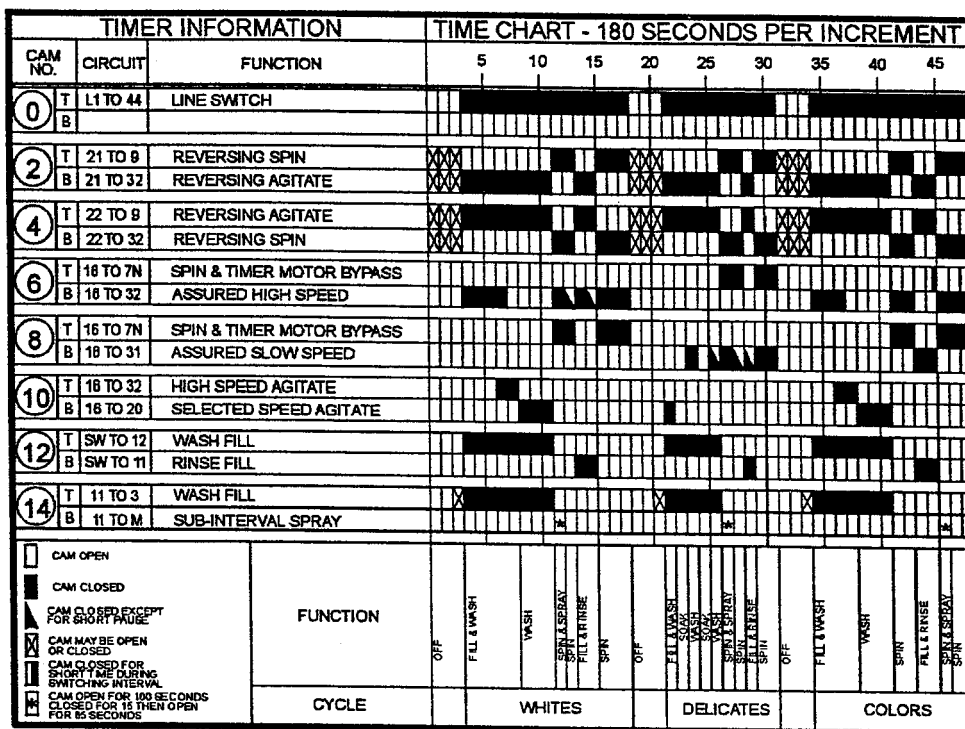 TIMER INFORMATION TIME CHART - 180 SECONDS PER INCREMENT
CAM NO. CIRCUIT FUNCTION 5 10 15 20 25 30 35 40 45
0 T L1 TO 44 LINE SWITCH
B
2 T 21 TO 9 REVERSING SPIN
B 21 TO 32 REVERSING AGITATE
4 T 22 TO 9 REVERSING AGITATE
B 22 TO 32 REVERSING SPIN
6 T 16 TO 7N SPIN & TIMER MOTOR BYPASS
B 16 TO 32 ASSURED HIGH SPEED
8 T 16 TO 7N SPIN & TIMER MOTOR BYPASS
B 16 TO 31 ASSURED SLOW SPEED
10 T 16 TO 32 HIGH SPEED AGITATE
B 16 TO 20 SELECTED SPEED AGITATE
12 T SW TO 12 WASH FILL
B SW TO 11 RINSE FILL
14 T 11 TO 3 WASH FILL
B 11 TO M SUB-INTERVAL SPRAY * * *
CAM OPEN
CAM CLOSED
CAM CLOSED EXCEPT
FOR SHORT PAUSE
CAM MAY BE OPEN
OR CLOSED
CAM CLOSED FOR
SHORT TIME DURING
SWITCHING INTERVAL
* CAM OPEN FOR 100 SECONDS
CLOSED FOR 15 THEN OPEN
FOR 65 SECONDS
FUNCTION
OFF
FILL & WASH
WASH
SPIN & SPRAY
SPIN
FILL & RINSE
SPIN
OFF
FILL & WASH
SOAK
WASH
SOAK
WASH
SPIN & SPRAY
SPIN
FILL & RINSE
SPIN
OFF
FILL & WASH
WASH
SPIN
FILL & RINSE
SPIN & SPRAY
SPIN
CYCLE WHITES DELICATES COLORS